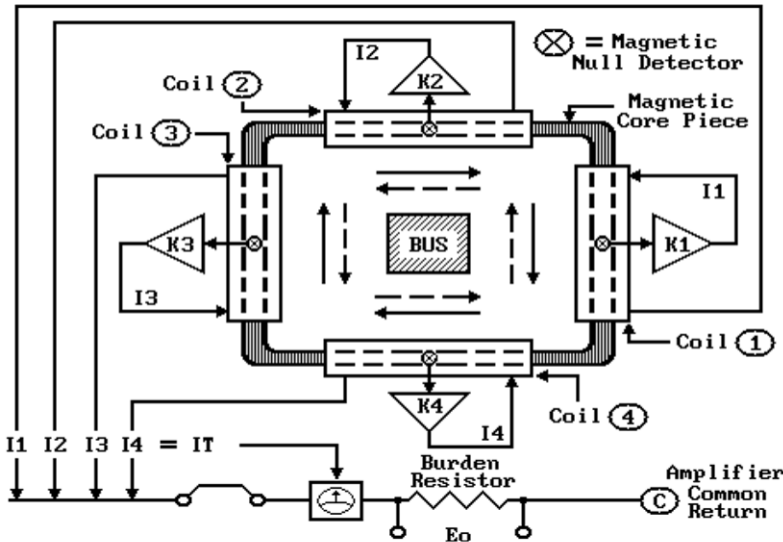 ⊗ = Magnetic
Null Detector
I2
K2
Coil 2
Magnetic
Core Piece
Coil 3
I1
K3
BUS
K1
I3
Coil 1
K4
Coil 4
I4
I1 I2 I3 I4 = IT
Burden
Resistor
Amplifier
Common
Return
C
Eo